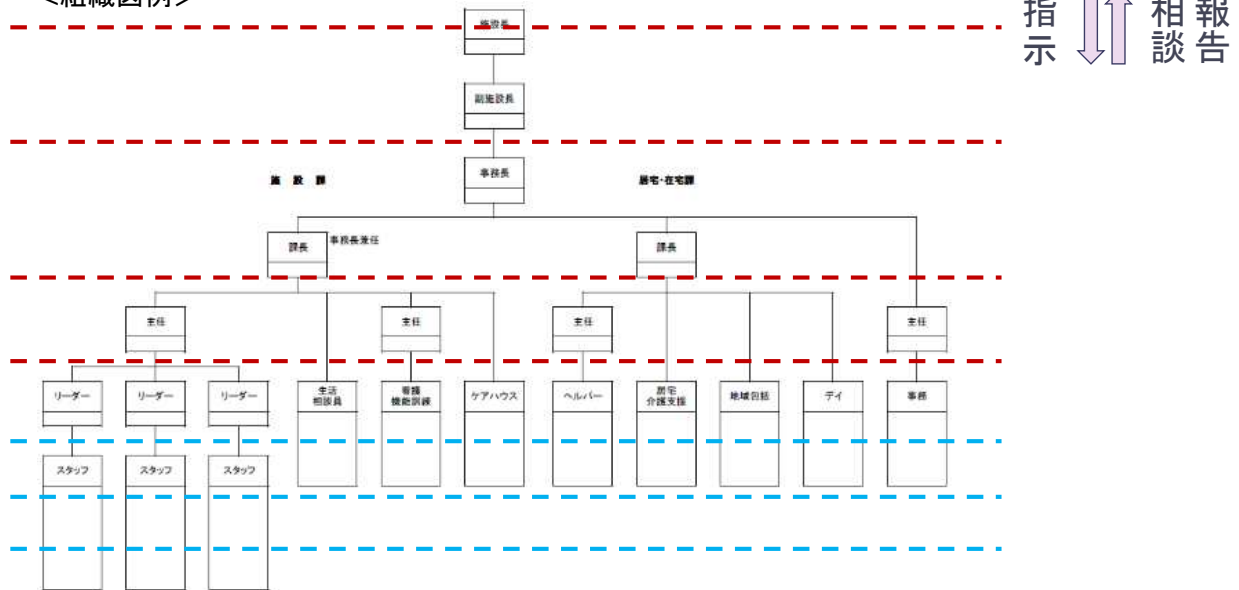 <組織図例>
施設長
副施設長
事務長
施 設 課
居宅・在宅課
課長
事務長兼任
課長
主任
主任
主任
主任
リーダー
リーダー
リーダー
生活
相談員
看護
機能訓練
ケアハウス
ヘルパー
居宅
介護支援
地域包括
デイ
事務
スタッフ
スタッフ
スタッフ
指示
報告
相談